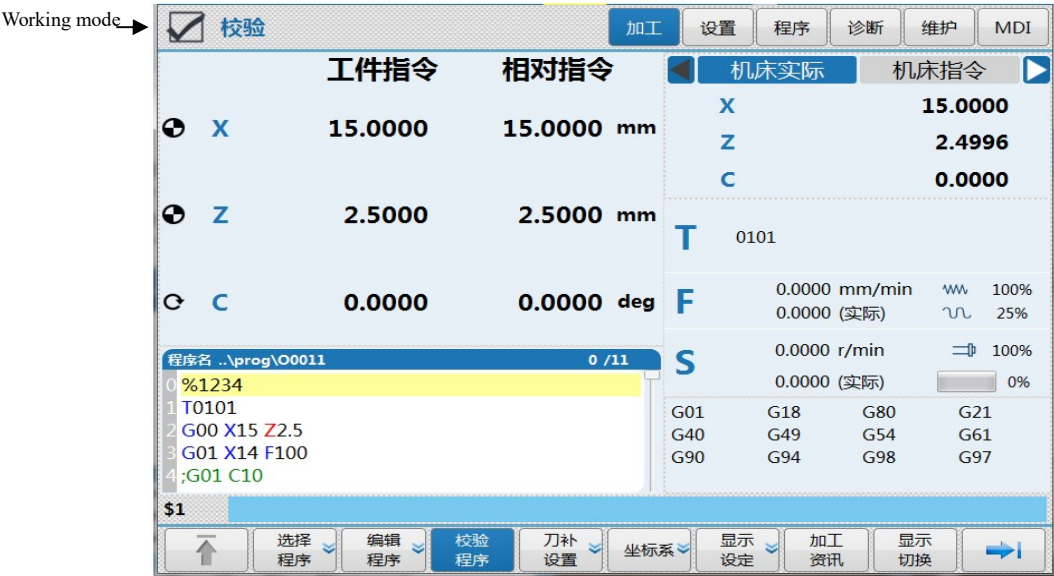 Working mode
校验
加工 设置 程序 诊断 维护 MDI
工件指令 相对指令
X 15.0000 15.0000 mm
Z 2.5000 2.5000 mm
C 0.0000 0.0000 deg
机床实际 机床指令
X 15.0000
Z 2.4996
C 0.0000
T 0101
F 0.0000 mm/min 100%
0.0000 (实际) 25%
S 0.0000 r/min 100%
0.0000 (实际) 0%
G01 G18 G80 G21
G40 G49 G54 G61
G90 G94 G98 G97
程序名 ..\prog\O0011 0 /11
0 %1234
1 T0101
2 G00 X15 Z2.5
3 G01 X14 F100
4 ;G01 C10
$1
选择
程序
编辑
程序
校验
程序
刀补
设置
坐标系
显示
设定
加工
资讯
显示
切换